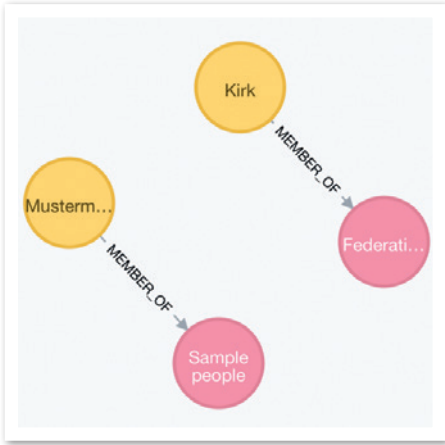 Kirk
MEMBER_OF
Musterm...
Federati...
MEMBER_OF
Sample
people